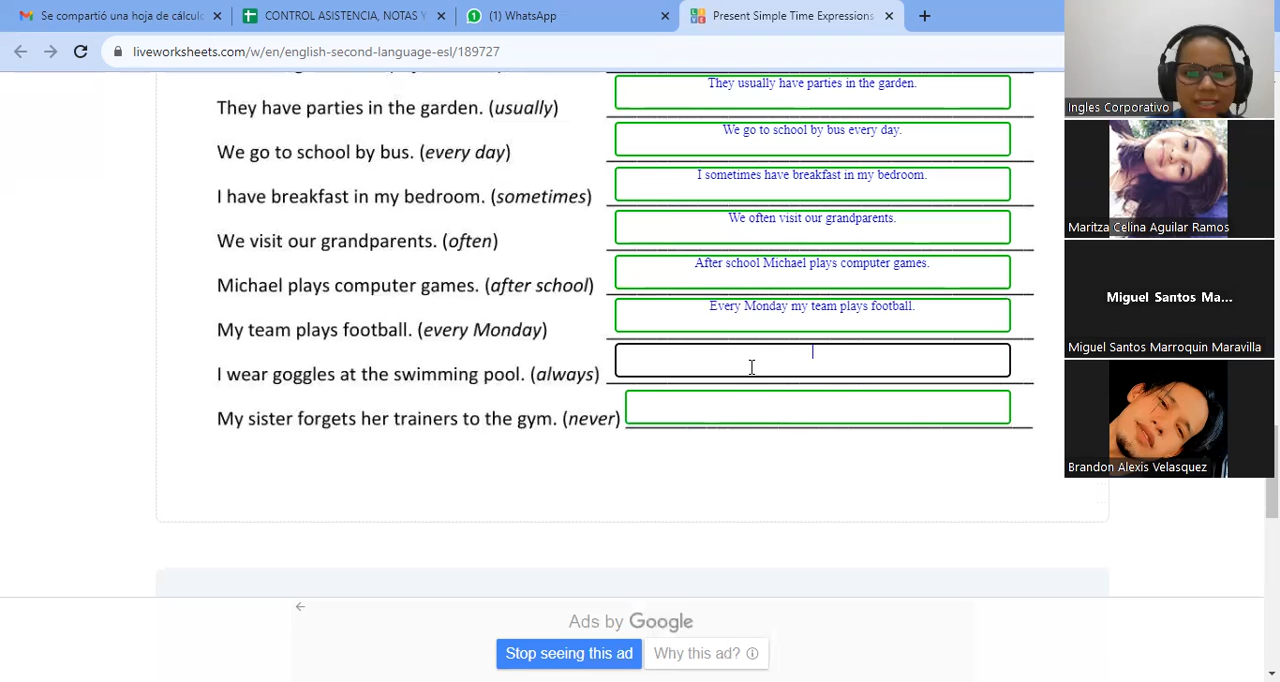 Se compartió una hoja de cálcu
CONTROL ASISTENCIA, NOTAS Y
(1) WhatsApp
Present Simple Time Expressions
liveworksheets.com/w/en/english-second-language-esl/189727
They have parties in the garden. (usually)
They usually have parties in the garden.
We go to school by bus. (every day)
We go to school by bus every day.
I have breakfast in my bedroom. (sometimes)
I sometimes have breakfast in my bedroom.
We visit our grandparents. (often)
We often visit our grandparents.
Michael plays computer games. (after school)
After school Michael plays computer games.
My team plays football. (every Monday)
Every Monday my team plays football.
I wear goggles at the swimming pool. (always)
My sister forgets her trainers to the gym. (never)
Ads by Google
Stop seeing this ad
Why this ad?
Ingles Corporativo
Maritza Celina Aguilar Ramos
Miguel Santos Ma...
Miguel Santos Marroquin Maravilla
Brandon Alexis Velasquez